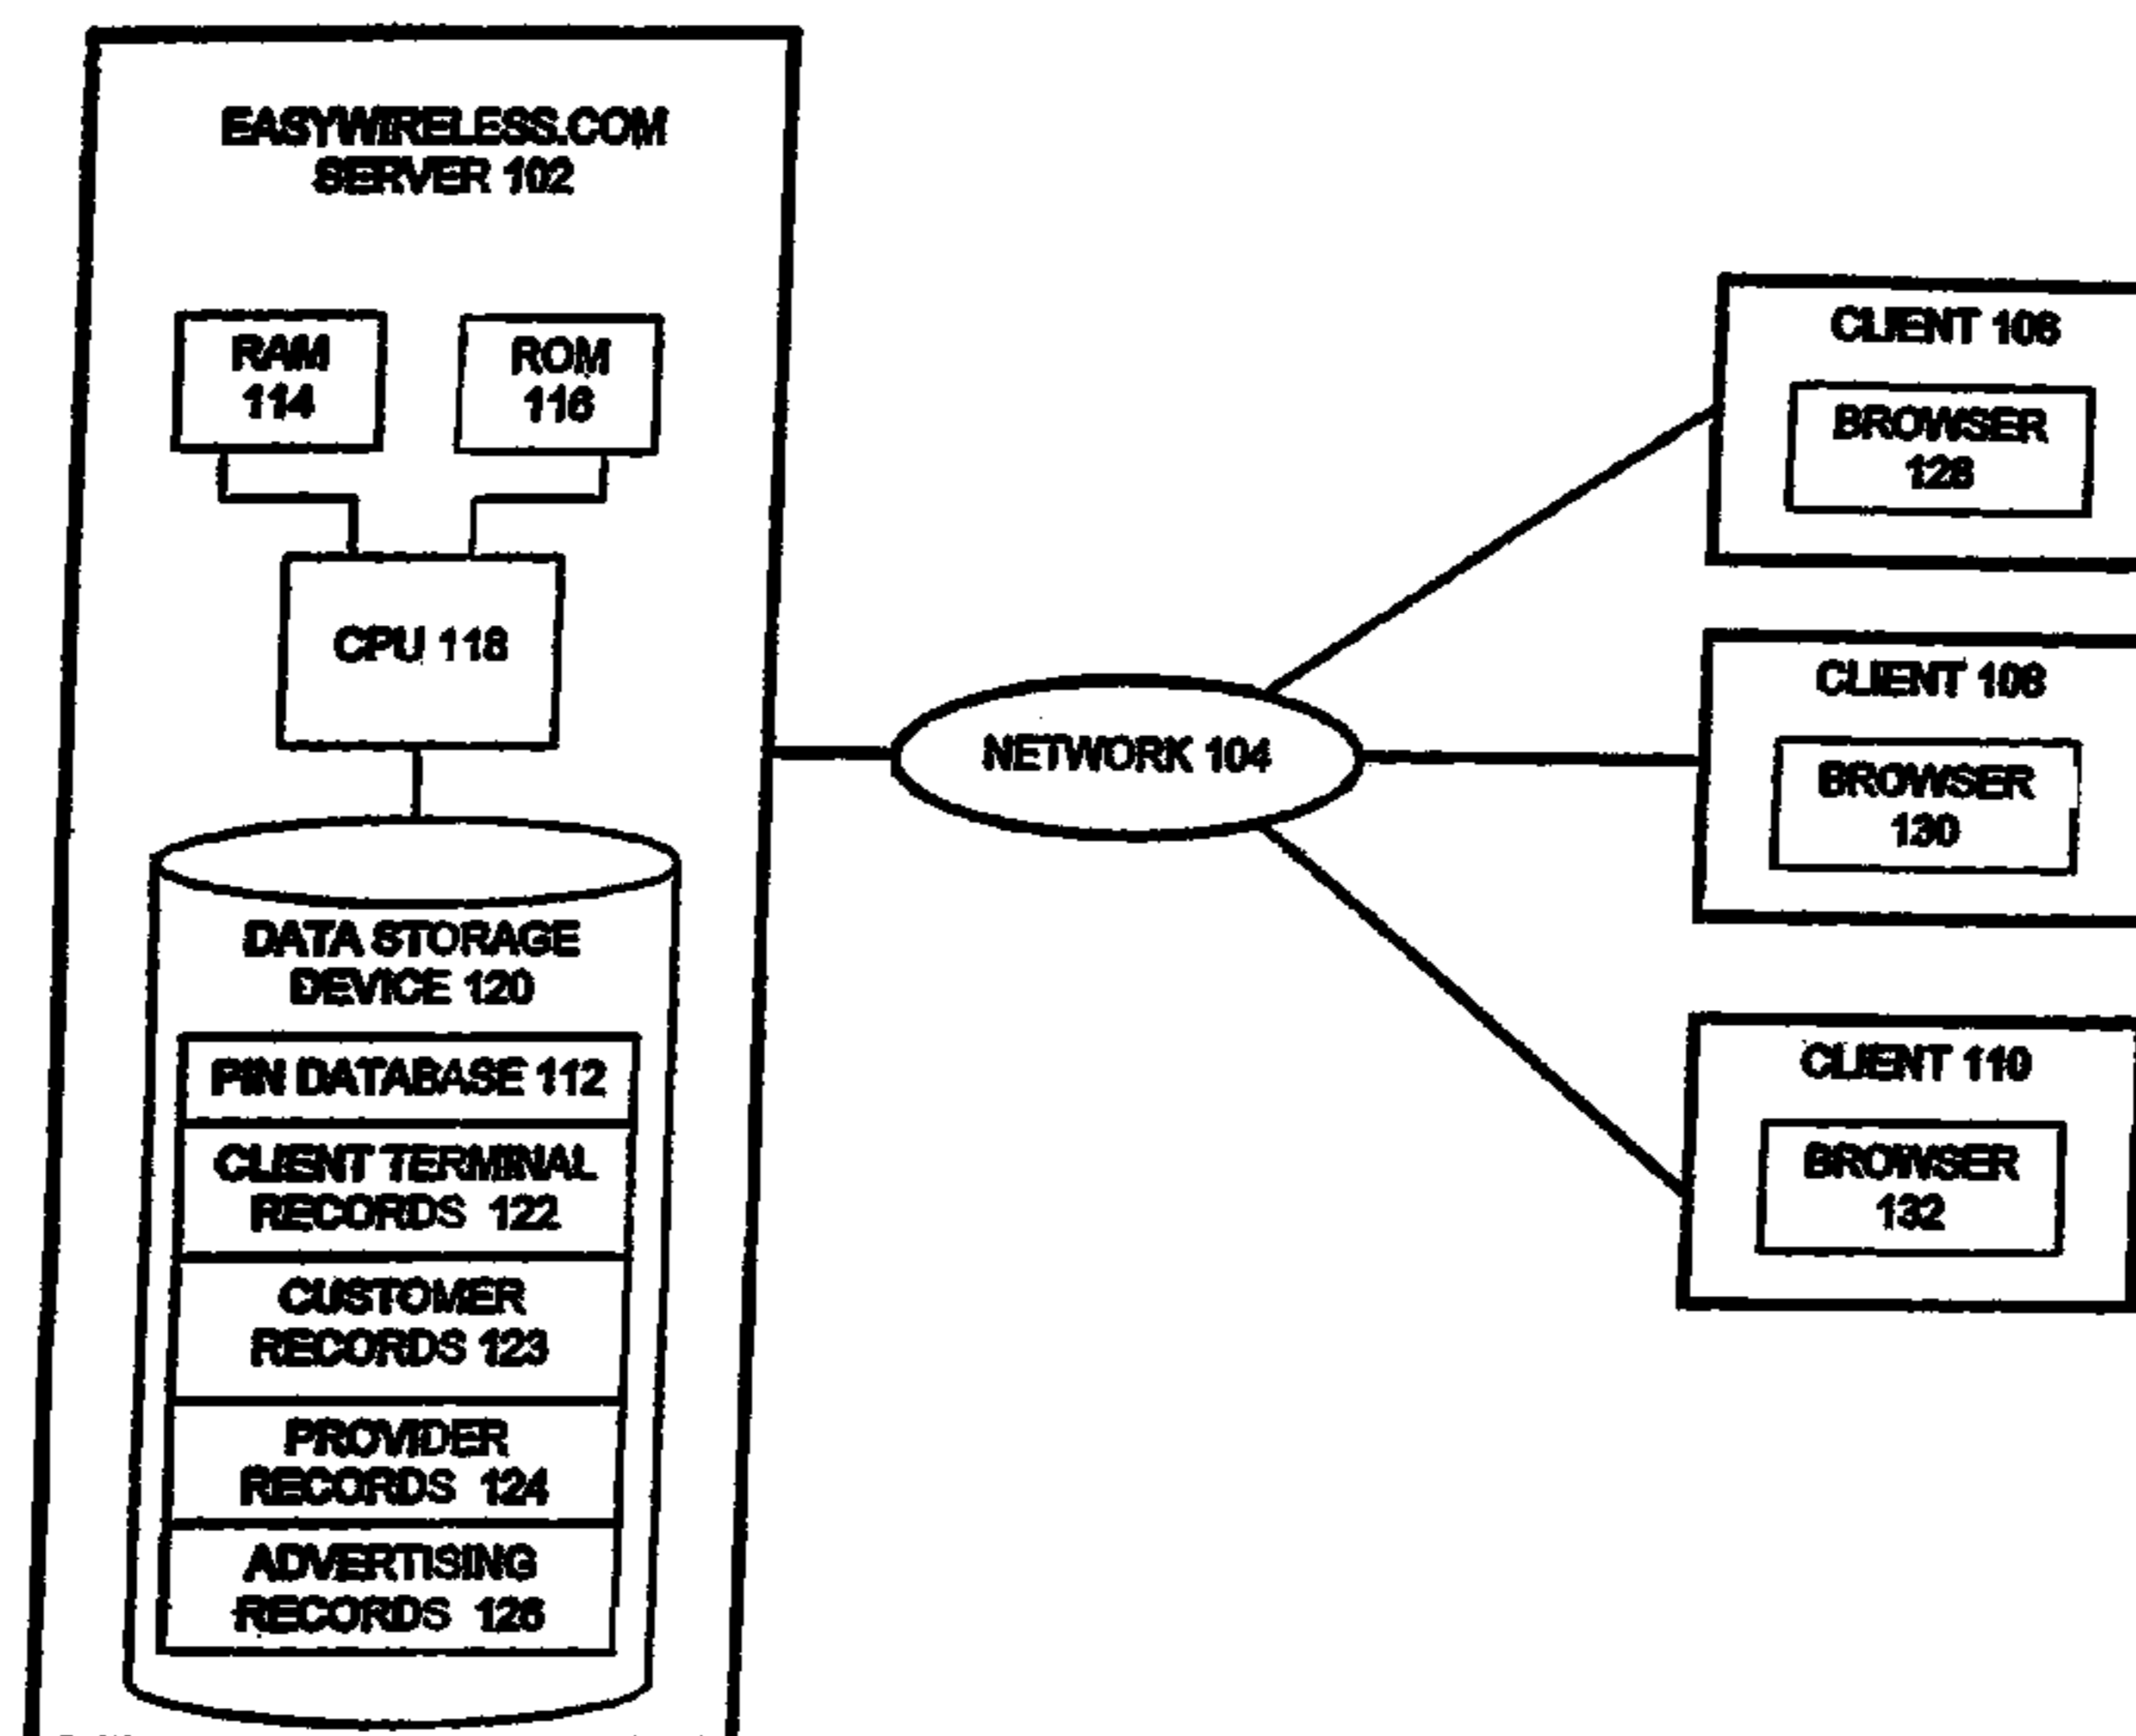 EASYWIRELESS.COM
SERVER 102
RAM
114
ROM
116
CPU 118
DATA STORAGE
DEVICE 120
PIN DATABASE 112
CLIENT TERMINAL
RECORDS 122
CUSTOMER
RECORDS 123
PROVIDER
RECORDS 124
ADVERTISING
RECORDS 126
NETWORK 104
CLIENT 106
BROWSER
128
CLIENT 108
BROWSER
130
CLIENT 110
BROWSER
132